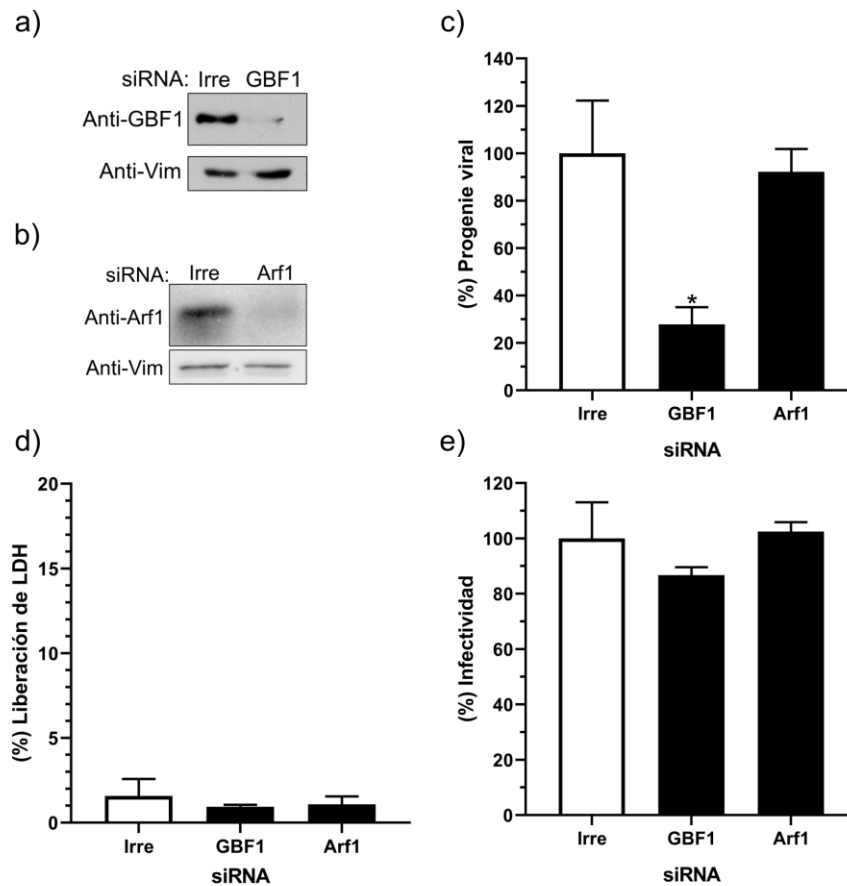 a)
siRNA: Irre GBF1
Anti-GBF1
Anti-Vim
b)
siRNA: Irre Arf1
Anti-Arf1
Anti-Vim
c)
(%) Progenie viral
140
120
100
80
60
40
20
0
*
Irre GBF1 Arf1
siRNA
d)
(%) Liberación de LDH
20
15
10
5
0
Irre GBF1 Arf1
siRNA
e)
(%) Infectividad
120
100
80
60
40
20
0
Irre GBF1 Arf1
siRNA